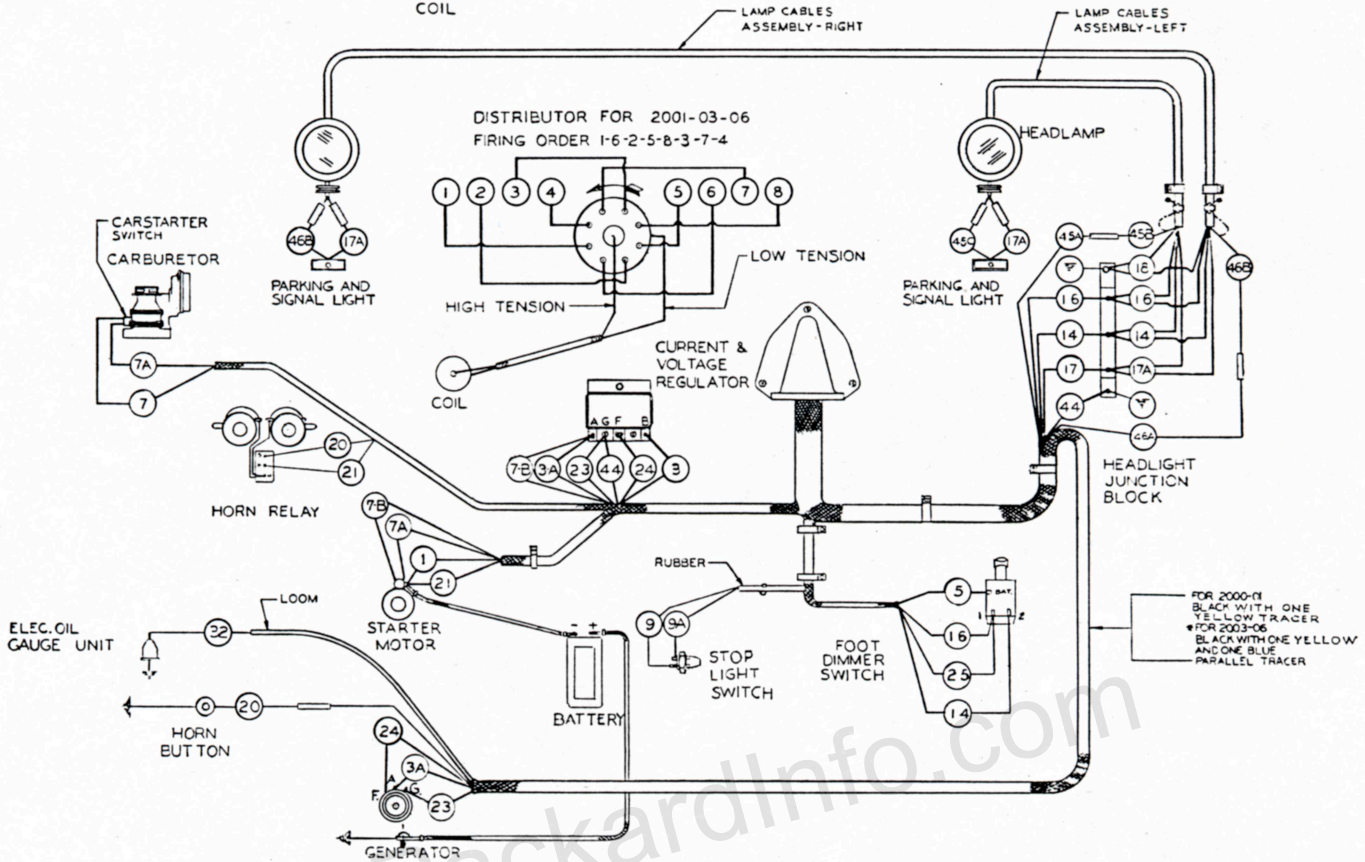 COIL
LAMP CABLES
ASSEMBLY-RIGHT
LAMP CABLES
ASSEMBLY-LEFT
DISTRIBUTOR FOR 2001-03-06
FIRING ORDER 1-6-2-5-8-3-7-4
HEADLAMP
1
2
3
4
5
6
7
8
CARSTARTER
SWITCH
CARBURETOR
46B
17A
PARKING AND
SIGNAL LIGHT
45C
17A
PARKING AND
SIGNAL LIGHT
45A
45B
18
46B
16
16
14
14
17
17A
44
46A
HEADLIGHT
JUNCTION
BLOCK
LOW TENSION
HIGH TENSION
COIL
CURRENT &
VOLTAGE
REGULATOR
A G F B
7-B
3A
23
44
24
3
7A
7
20
21
HORN RELAY
7-B
7A
1
21
STARTER
MOTOR
RUBBER
9
9A
STOP
LIGHT
SWITCH
5
BAT.
1
2
16
25
14
FOOT
DIMMER
SWITCH
FOR 2000-01
BLACK WITH ONE
YELLOW TRACER
*FOR 2003-06
BLACK WITH ONE YELLOW
AND ONE BLUE
PARALLEL TRACER
LOOM
ELEC. OIL
GAUGE UNIT
32
- +
BATTERY
20
HORN
BUTTON
24
3A
A
F.
G.
23
GENERATOR
PackardInfo.com